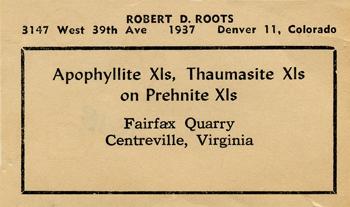 ROBERT D. ROOTS
3147 West 39th Ave 1937 Denver 11, Colorado
Apophyllite Xls, Thaumasite Xls
on Prehnite Xls
Fairfax Quarry
Centreville, Virginia